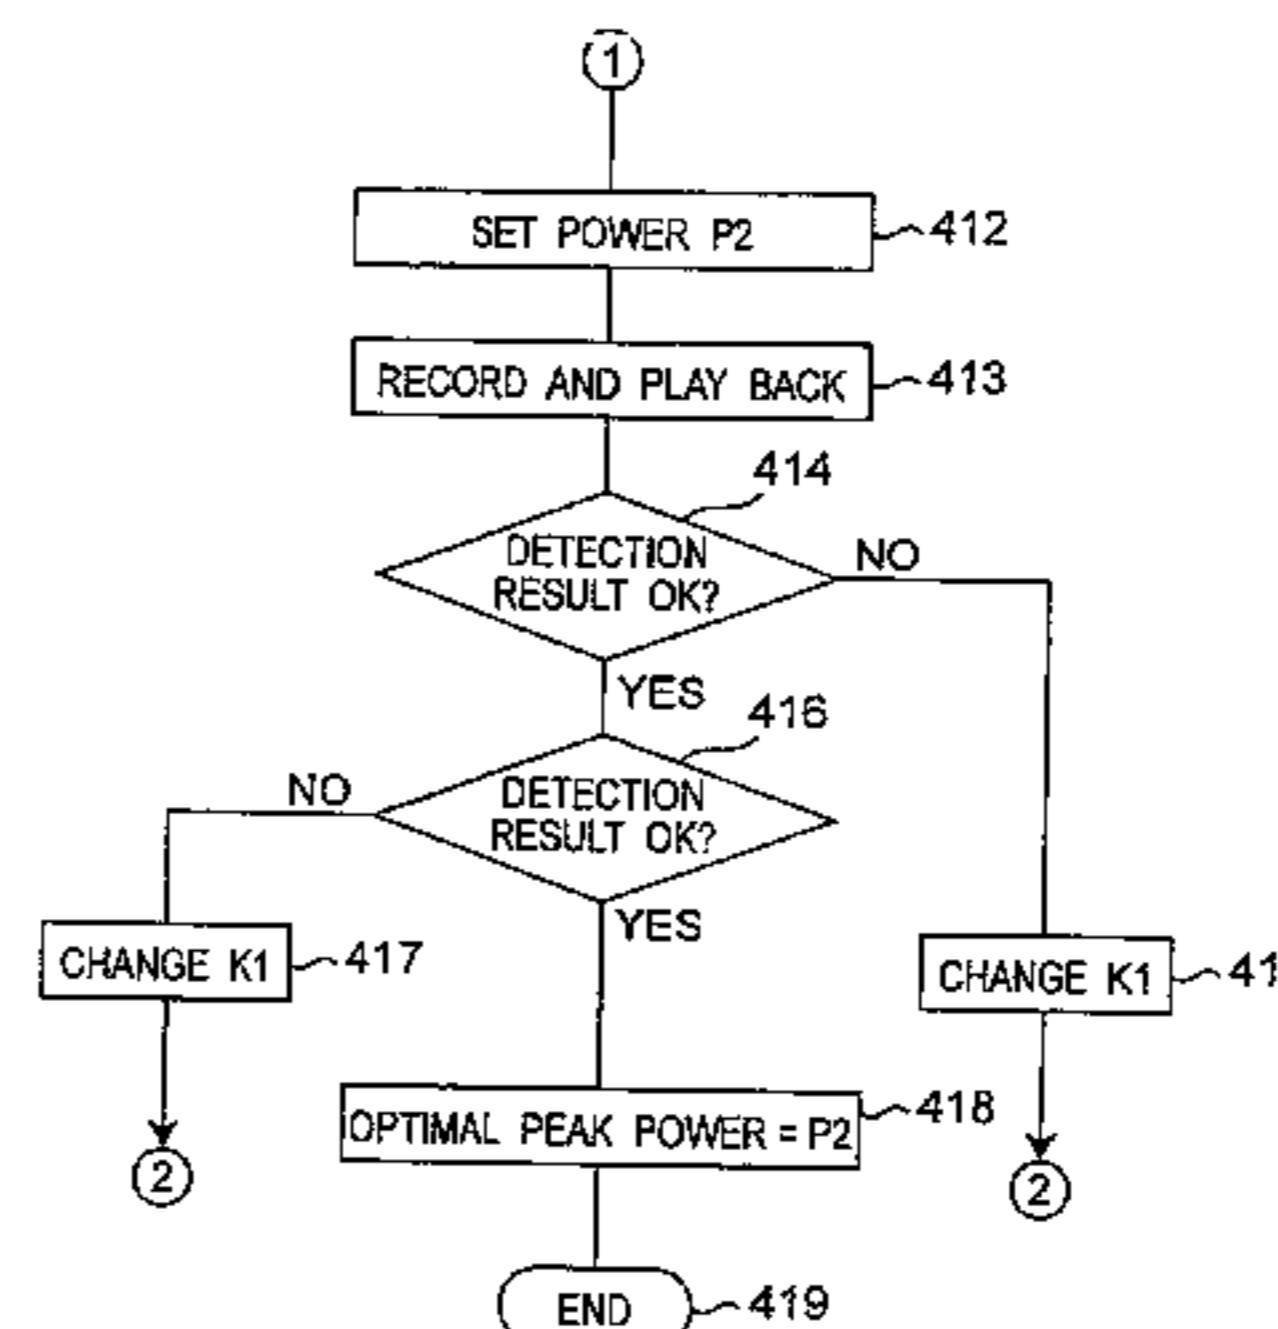 1
SET POWER P2
412
RECORD AND PLAY BACK
413
414
DETECTION
RESULT OK?
NO
YES
416
DETECTION
RESULT OK?
NO
YES
CHANGE K1
417
CHANGE K1
41
OPTIMAL PEAK POWER = P2
418
2
2
END
419